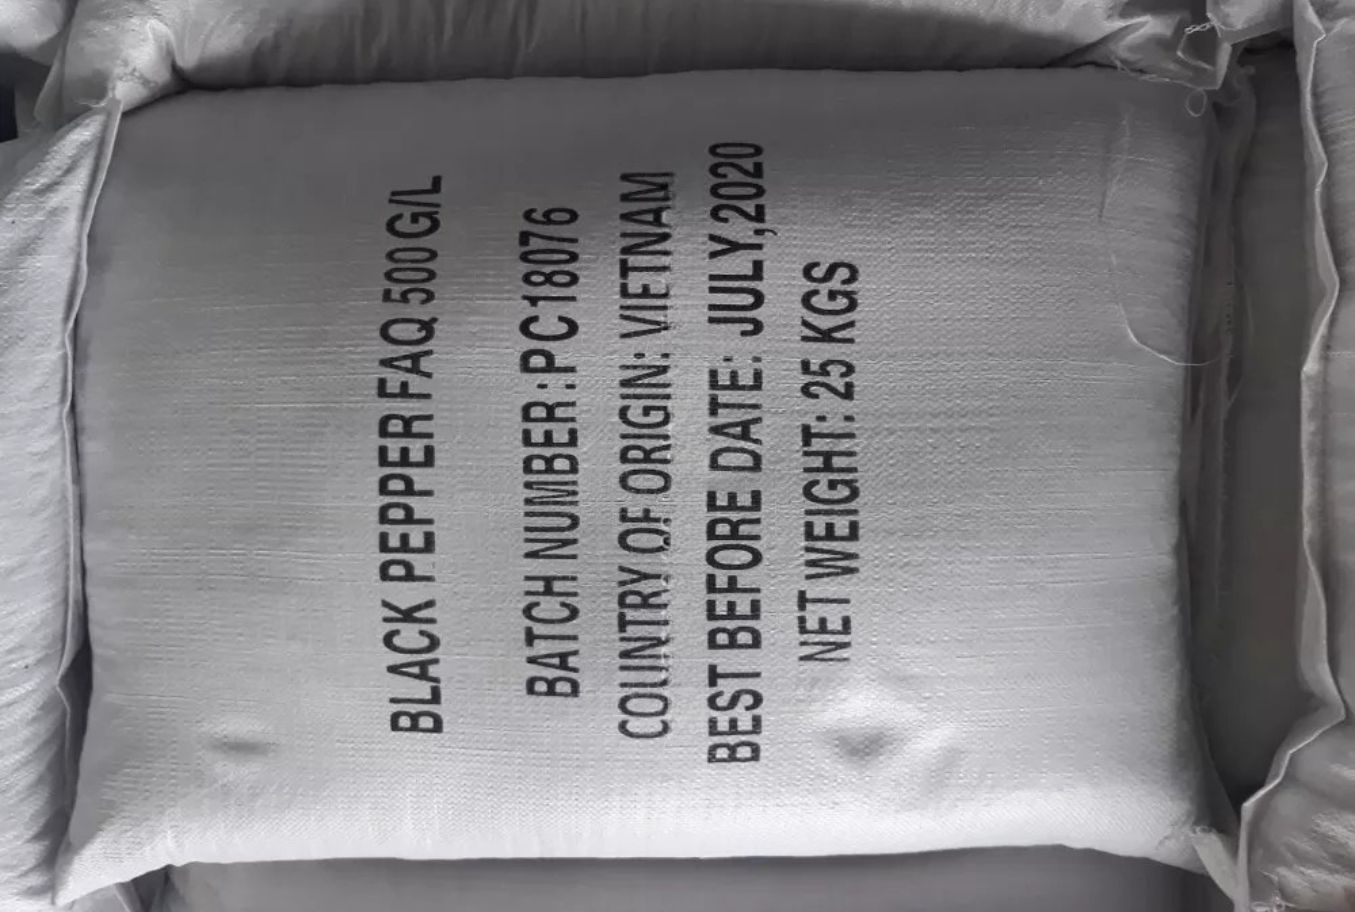 BLACK PEPPER FAQ 500G/L
BATCH NUMBER:PC18076
COUNTRY OF ORIGIN: VIETNAM
BEST BEFORE DATE: JULY,2020
NET WEIGHT: 25 KGS